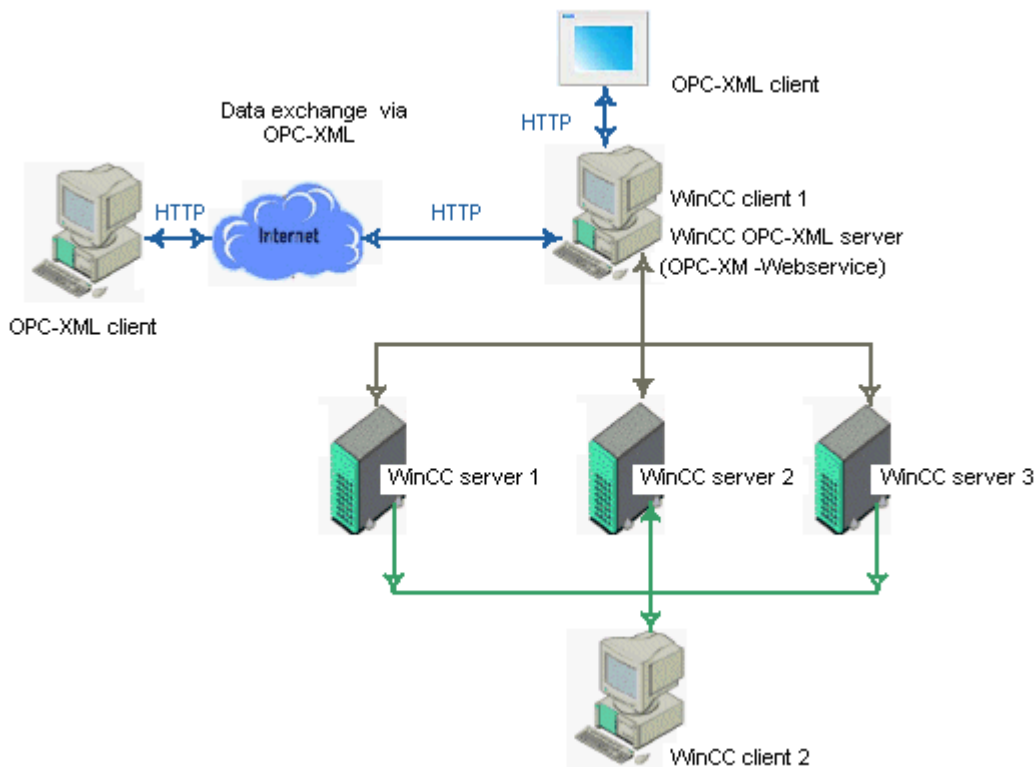 OPC-XML client
Data exchange via
OPC-XML
HTTP
HTTP
Internet
HTTP
WinCC client 1
WinCC OPC-XML server
(OPC-XM -Webservice)
OPC-XML client
WinCC server 1
WinCC server 2
WinCC server 3
WinCC client 2